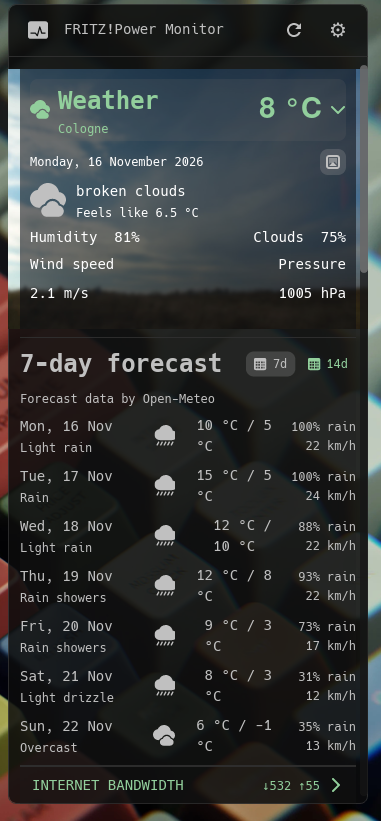 FRITZ!Power Monitor
Weather
8 °C
Cologne
Monday, 16 November 2026
broken clouds
Feels like 6.5 °C
Humidity 81% Clouds 75%
Wind speed Pressure
2.1 m/s 1005 hPa
7-day forecast 7d 14d
Forecast data by Open-Meteo
Mon, 16 Nov 10 °C / 5 °C 100% rain
Light rain 22 km/h
Tue, 17 Nov 15 °C / 5 °C 100% rain
Rain 24 km/h
Wed, 18 Nov 12 °C / 10 °C 88% rain
Light rain 22 km/h
Thu, 19 Nov 12 °C / 8 °C 93% rain
Rain showers 22 km/h
Fri, 20 Nov 9 °C / 3 °C 73% rain
Rain showers 17 km/h
Sat, 21 Nov 8 °C / 3 °C 31% rain
Light drizzle 12 km/h
Sun, 22 Nov 6 °C / -1 °C 35% rain
Overcast 13 km/h
INTERNET BANDWIDTH ↓532 ↑55